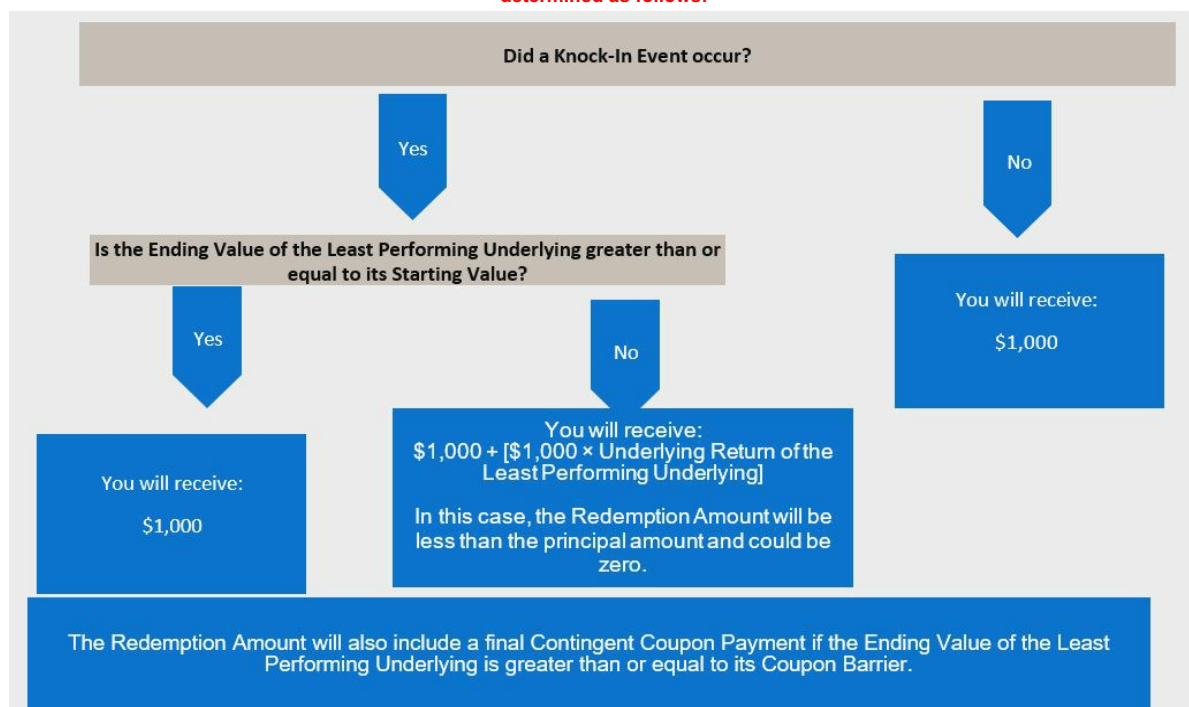 determined as follows:
Did a Knock-In Event occur?
Yes
No
Is the Ending Value of the Least Performing Underlying greater than or
equal to its Starting Value?
You will receive:
$1,000
Yes
No
You will receive:
$1,000 + [$1,000 × Underlying Return of the
Least Performing Underlying]
In this case, the Redemption Amount will be
less than the principal amount and could be
zero.
You will receive:
$1,000
The Redemption Amount will also include a final Contingent Coupon Payment if the Ending Value of the Least
Performing Underlying is greater than or equal to its Coupon Barrier.